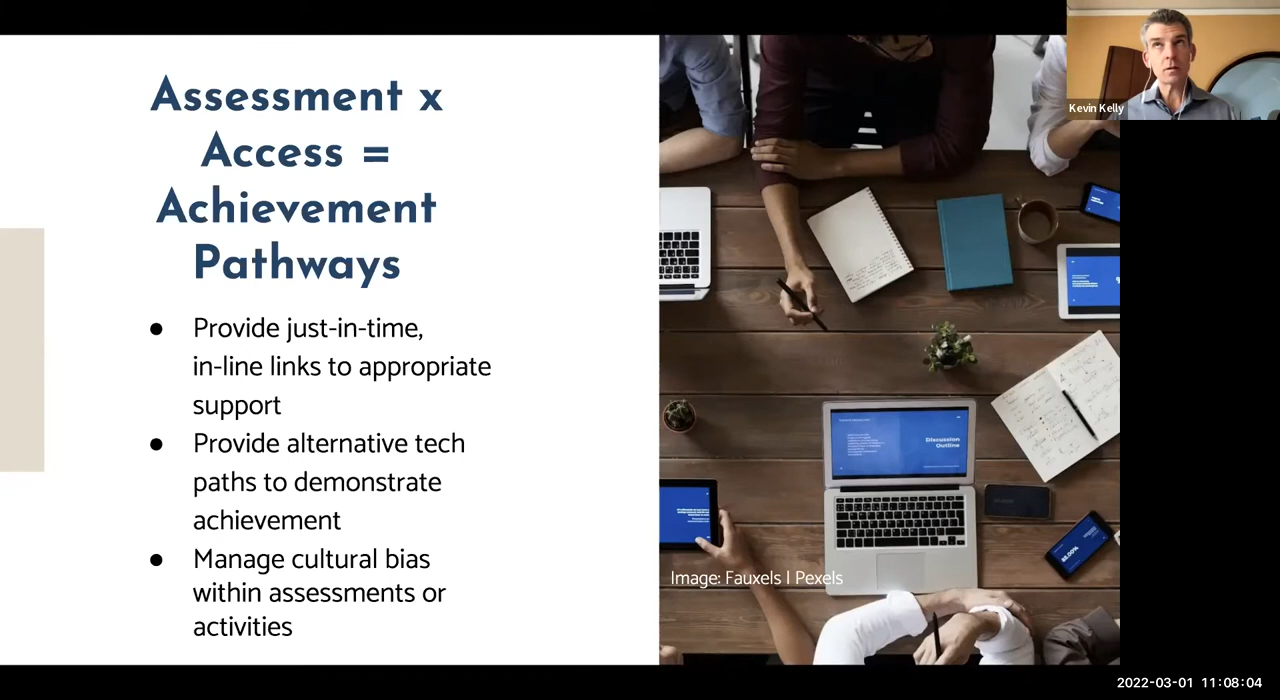 Assessment x
Access =
Achievement
Pathways
● Provide just-in-time,
in-line links to appropriate
support
● Provide alternative tech
paths to demonstrate
achievement
● Manage cultural bias
within assessments or
activities
Kevin Kelly
Discussion
Outline
Image: Fauxels | Pexels
2022-03-01 11:08:04